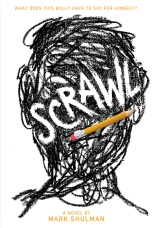 WHAT DOES THIS BULLY HAVE TO SAY FOR HIMSELF?
SCRAWL
A NOVEL BY
MARK SHULMAN